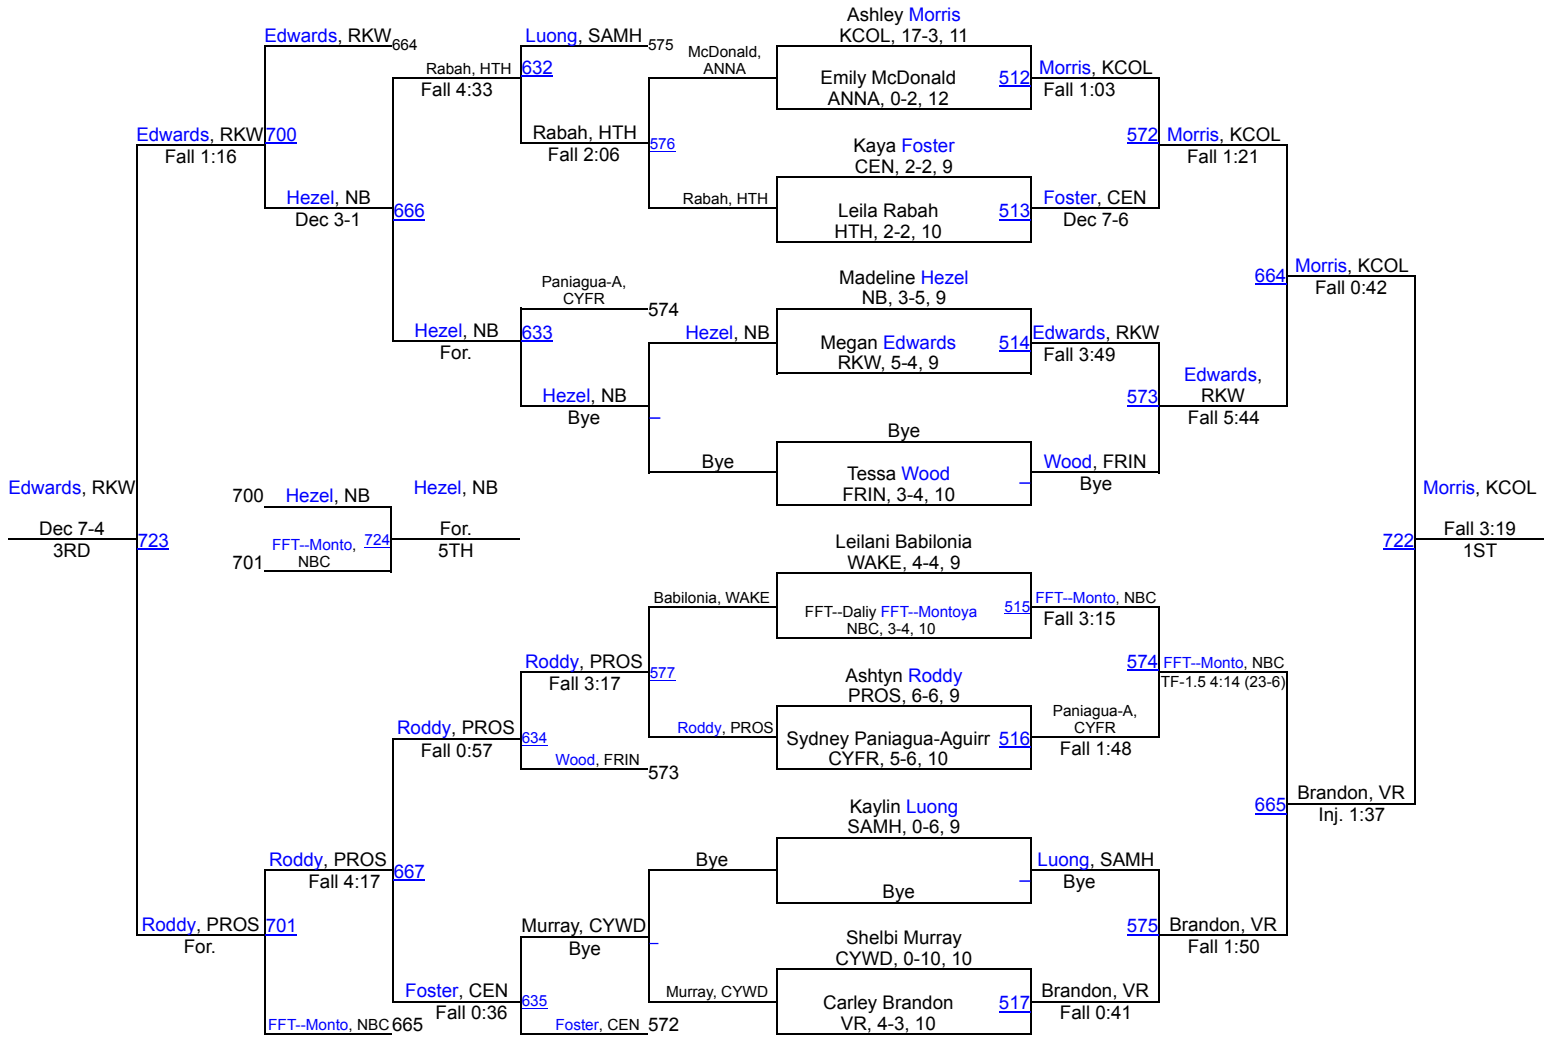 Ashley Morris
KCOL, 17-3, 11
Emily McDonald
ANNA, 0-2, 12
512
Kaya Foster
CEN, 2-2, 9
Leila Rabah
HTH, 2-2, 10
513
Madeline Hezel
NB, 3-5, 9
Megan Edwards
RKW, 5-4, 9
514
Bye
Tessa Wood
FRIN, 3-4, 10
Leilani Babilonia
WAKE, 4-4, 9
FFT--Daliy FFT--Montoya
NBC, 3-4, 10
515
Ashtyn Roddy
PROS, 6-6, 9
Sydney Paniagua-Aguirr
CYFR, 5-6, 10
516
Kaylin Luong
SAMH, 0-6, 9
Bye
Shelbi Murray
CYWD, 0-10, 10
Carley Brandon
VR, 4-3, 10
517
Morris, KCOL
Fall 1:03
572
Foster, CEN
Dec 7-6
Edwards, RKW
Fall 3:49
573
Wood, FRIN
Bye
FFT--Monto, NBC
Fall 3:15
574
Paniagua-A,
CYFR
Fall 1:48
Luong, SAMH
Bye
575
Brandon, VR
Fall 0:41
Morris, KCOL
Fall 1:21
664
Edwards,
RKW
Fall 5:44
FFT--Monto, NBC
TF-1.5 4:14 (23-6)
665
Brandon, VR
Fall 1:50
Morris, KCOL
Fall 0:42
722
Brandon, VR
Inj. 1:37
Morris, KCOL
Fall 3:19
1ST
McDonald,
ANNA
576
Rabah, HTH
Hezel, NB
Bye
Babilonia, WAKE
577
Roddy, PROS
Bye
Murray, CYWD
Luong, SAMH
575
632
Rabah, HTH
Fall 2:06
Paniagua-A,
CYFR
574
633
Hezel, NB
Bye
Roddy, PROS
Fall 3:17
634
Wood, FRIN
573
Murray, CYWD
Bye
635
Foster, CEN
572
Rabah, HTH
Fall 4:33
666
Hezel, NB
For.
Roddy, PROS
Fall 0:57
667
Foster, CEN
Fall 0:36
Edwards, RKW
664
700
Hezel, NB
Dec 3-1
Roddy, PROS
Fall 4:17
701
FFT--Monto, NBC
665
Edwards, RKW
Fall 1:16
723
Roddy, PROS
For.
Edwards, RKW
Dec 7-4
3RD
700
Hezel, NB
701
FFT--Monto,
NBC
724
Hezel, NB
For.
5TH